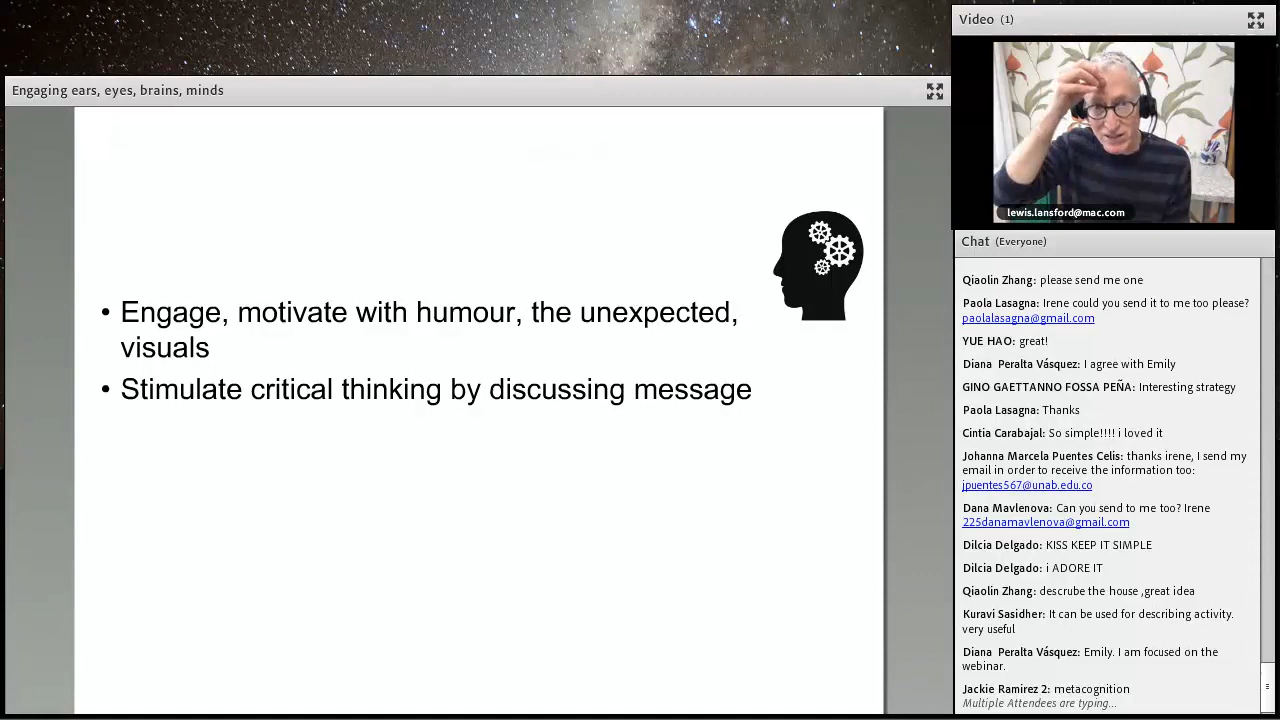 Engaging ears, eyes, brains, minds
• Engage, motivate with humour, the unexpected,
visuals
• Stimulate critical thinking by discussing message
Video (1)
lewis.lansford@mac.com
Chat (Everyone)
Qiaolin Zhang: please send me one
Paola Lasagna: Irene could you send it to me too please?
paolalasagna@gmail.com
YUE HAO: great!
Diana Peralta Vásquez: I agree with Emily
GINO GAETTANNO FOSSA PEÑA: Interesting strategy
Paola Lasagna: Thanks
Cintia Carabajal: So simple!!!! i loved it
Johanna Marcela Puentes Celis: thanks irene, I send my
email in order to receive the information too:
jpuentes567@unab.edu.co
Dana Mavlenova: Can you send to me too? Irene
225danamavlenova@gmail.com
Dilcia Delgado: KISS KEEP IT SIMPLE
Dilcia Delgado: i ADORE IT
Qiaolin Zhang: descrube the house ,great idea
Kuravi Sasidher: It can be used for describing activity.
very useful
Diana Peralta Vásquez: Emily. I am focused on the
webinar.
Jackie Ramirez 2: metacognition
Multiple Attendees are typing...